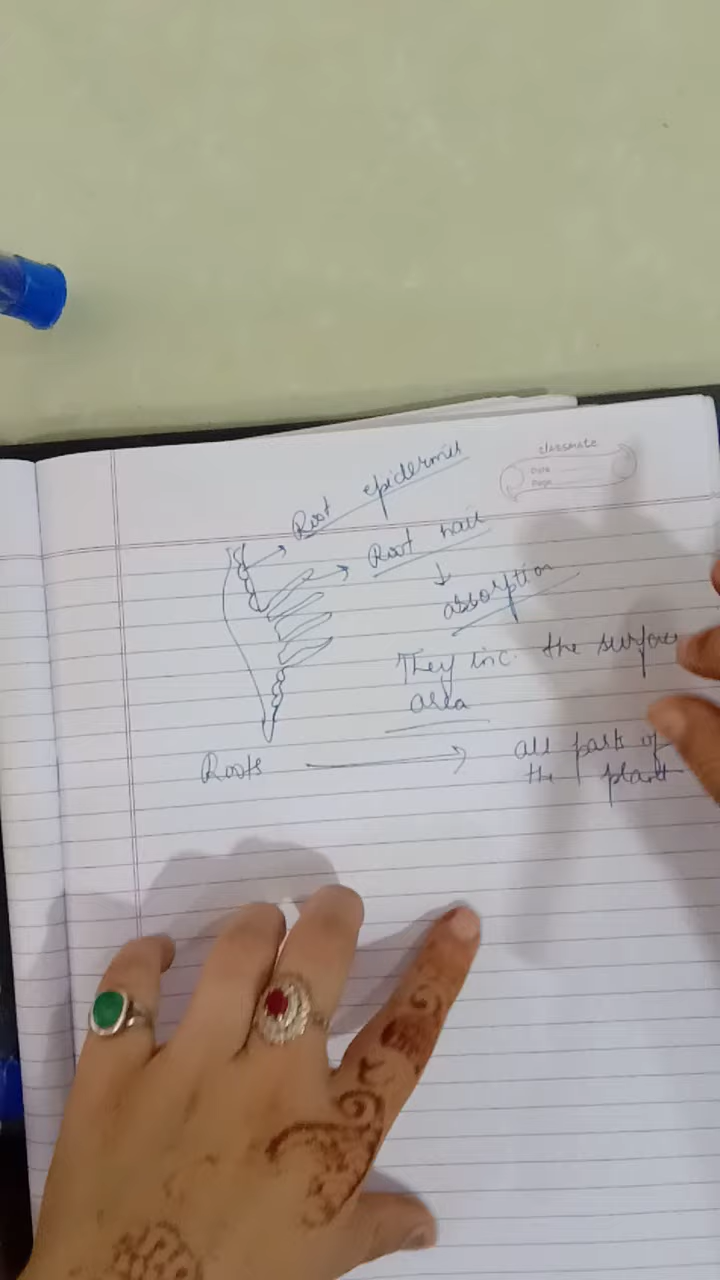 classmate
Date
Page
Root epidermis
Root hair
absorption
They inc. the surface
area
Roots
all parts of
the plant